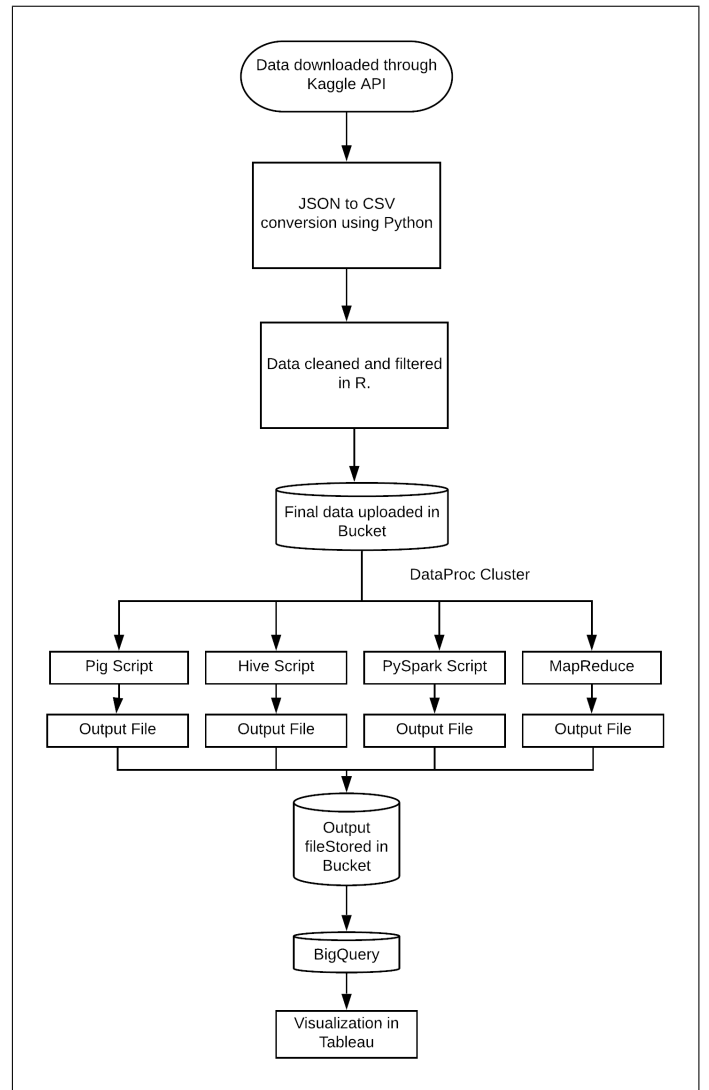 Data downloaded through
Kaggle API
JSON to CSV
conversion using Python
Data cleaned and filtered
in R.
Final data uploaded in
Bucket
DataProc Cluster
Pig Script
Hive Script
PySpark Script
MapReduce
Output File
Output File
Output File
Output File
Output
fileStored in
Bucket
BigQuery
Visualization in
Tableau